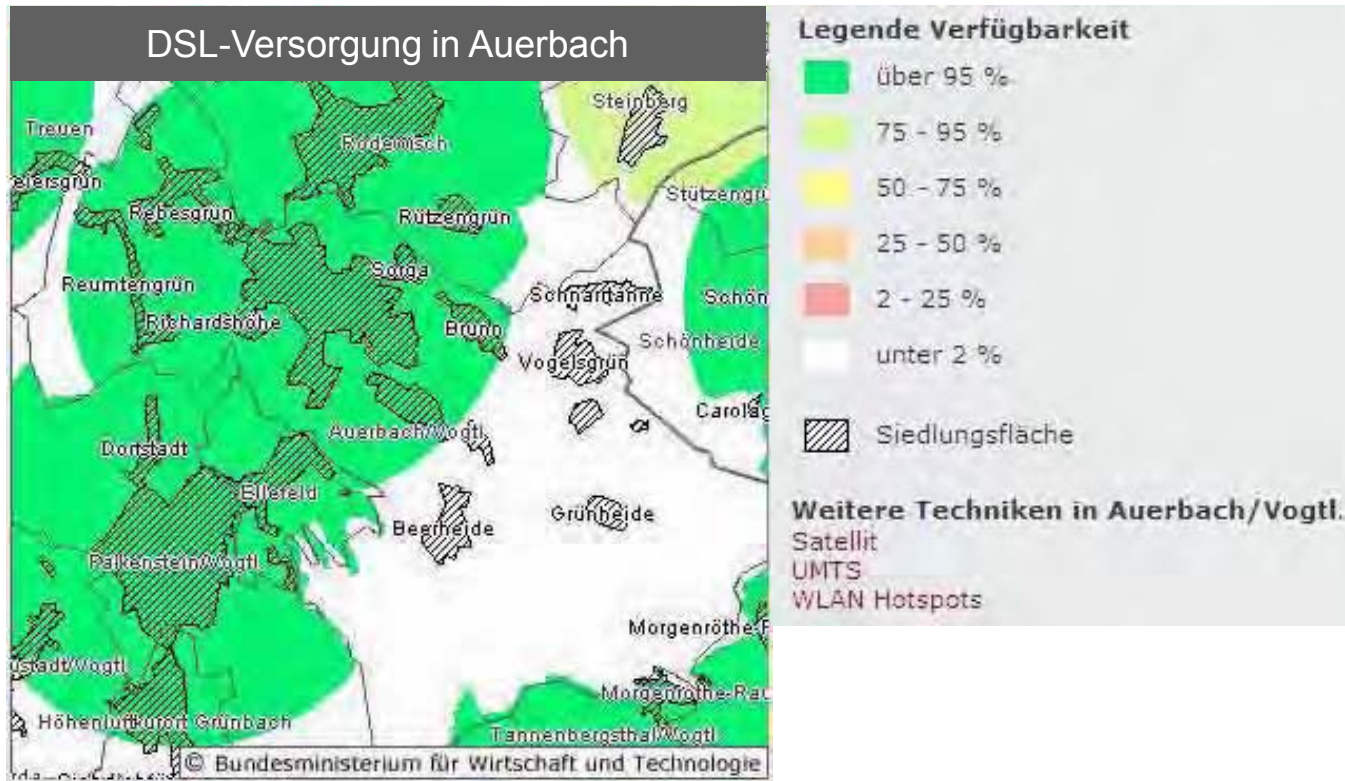 DSL-Versorgung in Auerbach
Steinberg
Treuen
Rodewisch
Stützengrü
Rebesgrün
Rützengrün
Sorga
Reumtengrün
Schnarrtanne
Schön
Richardshöhe
Brunn
Schönheide
Vogelsgrün
Carolag
Auerbach/Vogtl
Dorfstadt
Ellefeld
Beerheide
Grünheide
Falkenstein/Vogtl
Morgenröthe-R
ustadt/Vogtl
Morgenröthe-Rau
Höhenluftkurort Grünbach
Tannenbergsthal/Vogtl
© Bundesministerium für Wirtschaft und Technologie
Legende Verfügbarkeit
über 95 %
75 - 95 %
50 - 75 %
25 - 50 %
2 - 25 %
unter 2 %
Siedlungsfläche
Weitere Techniken in Auerbach/Vogtl.
Satellit
UMTS
WLAN Hotspots